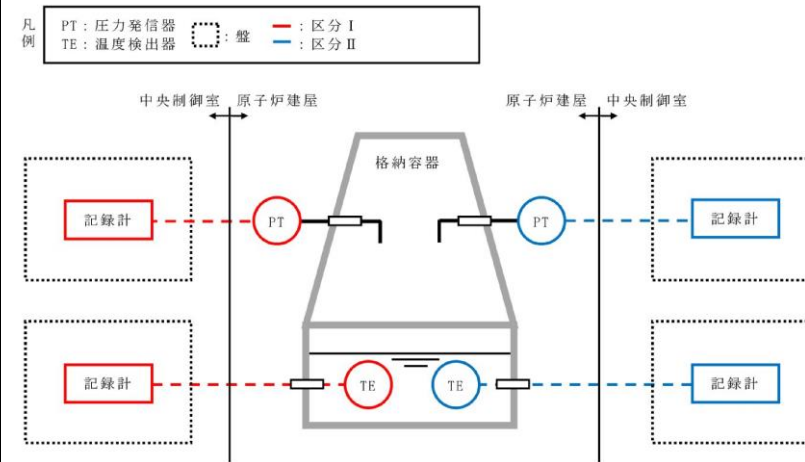 凡例
PT：圧力発信器　：盤　：区分Ⅰ
TE：温度検出器　：区分Ⅱ
中央制御室　原子炉建屋　原子炉建屋　中央制御室
格納容器
記録計　PT　PT　記録計
記録計　TE　TE　記録計